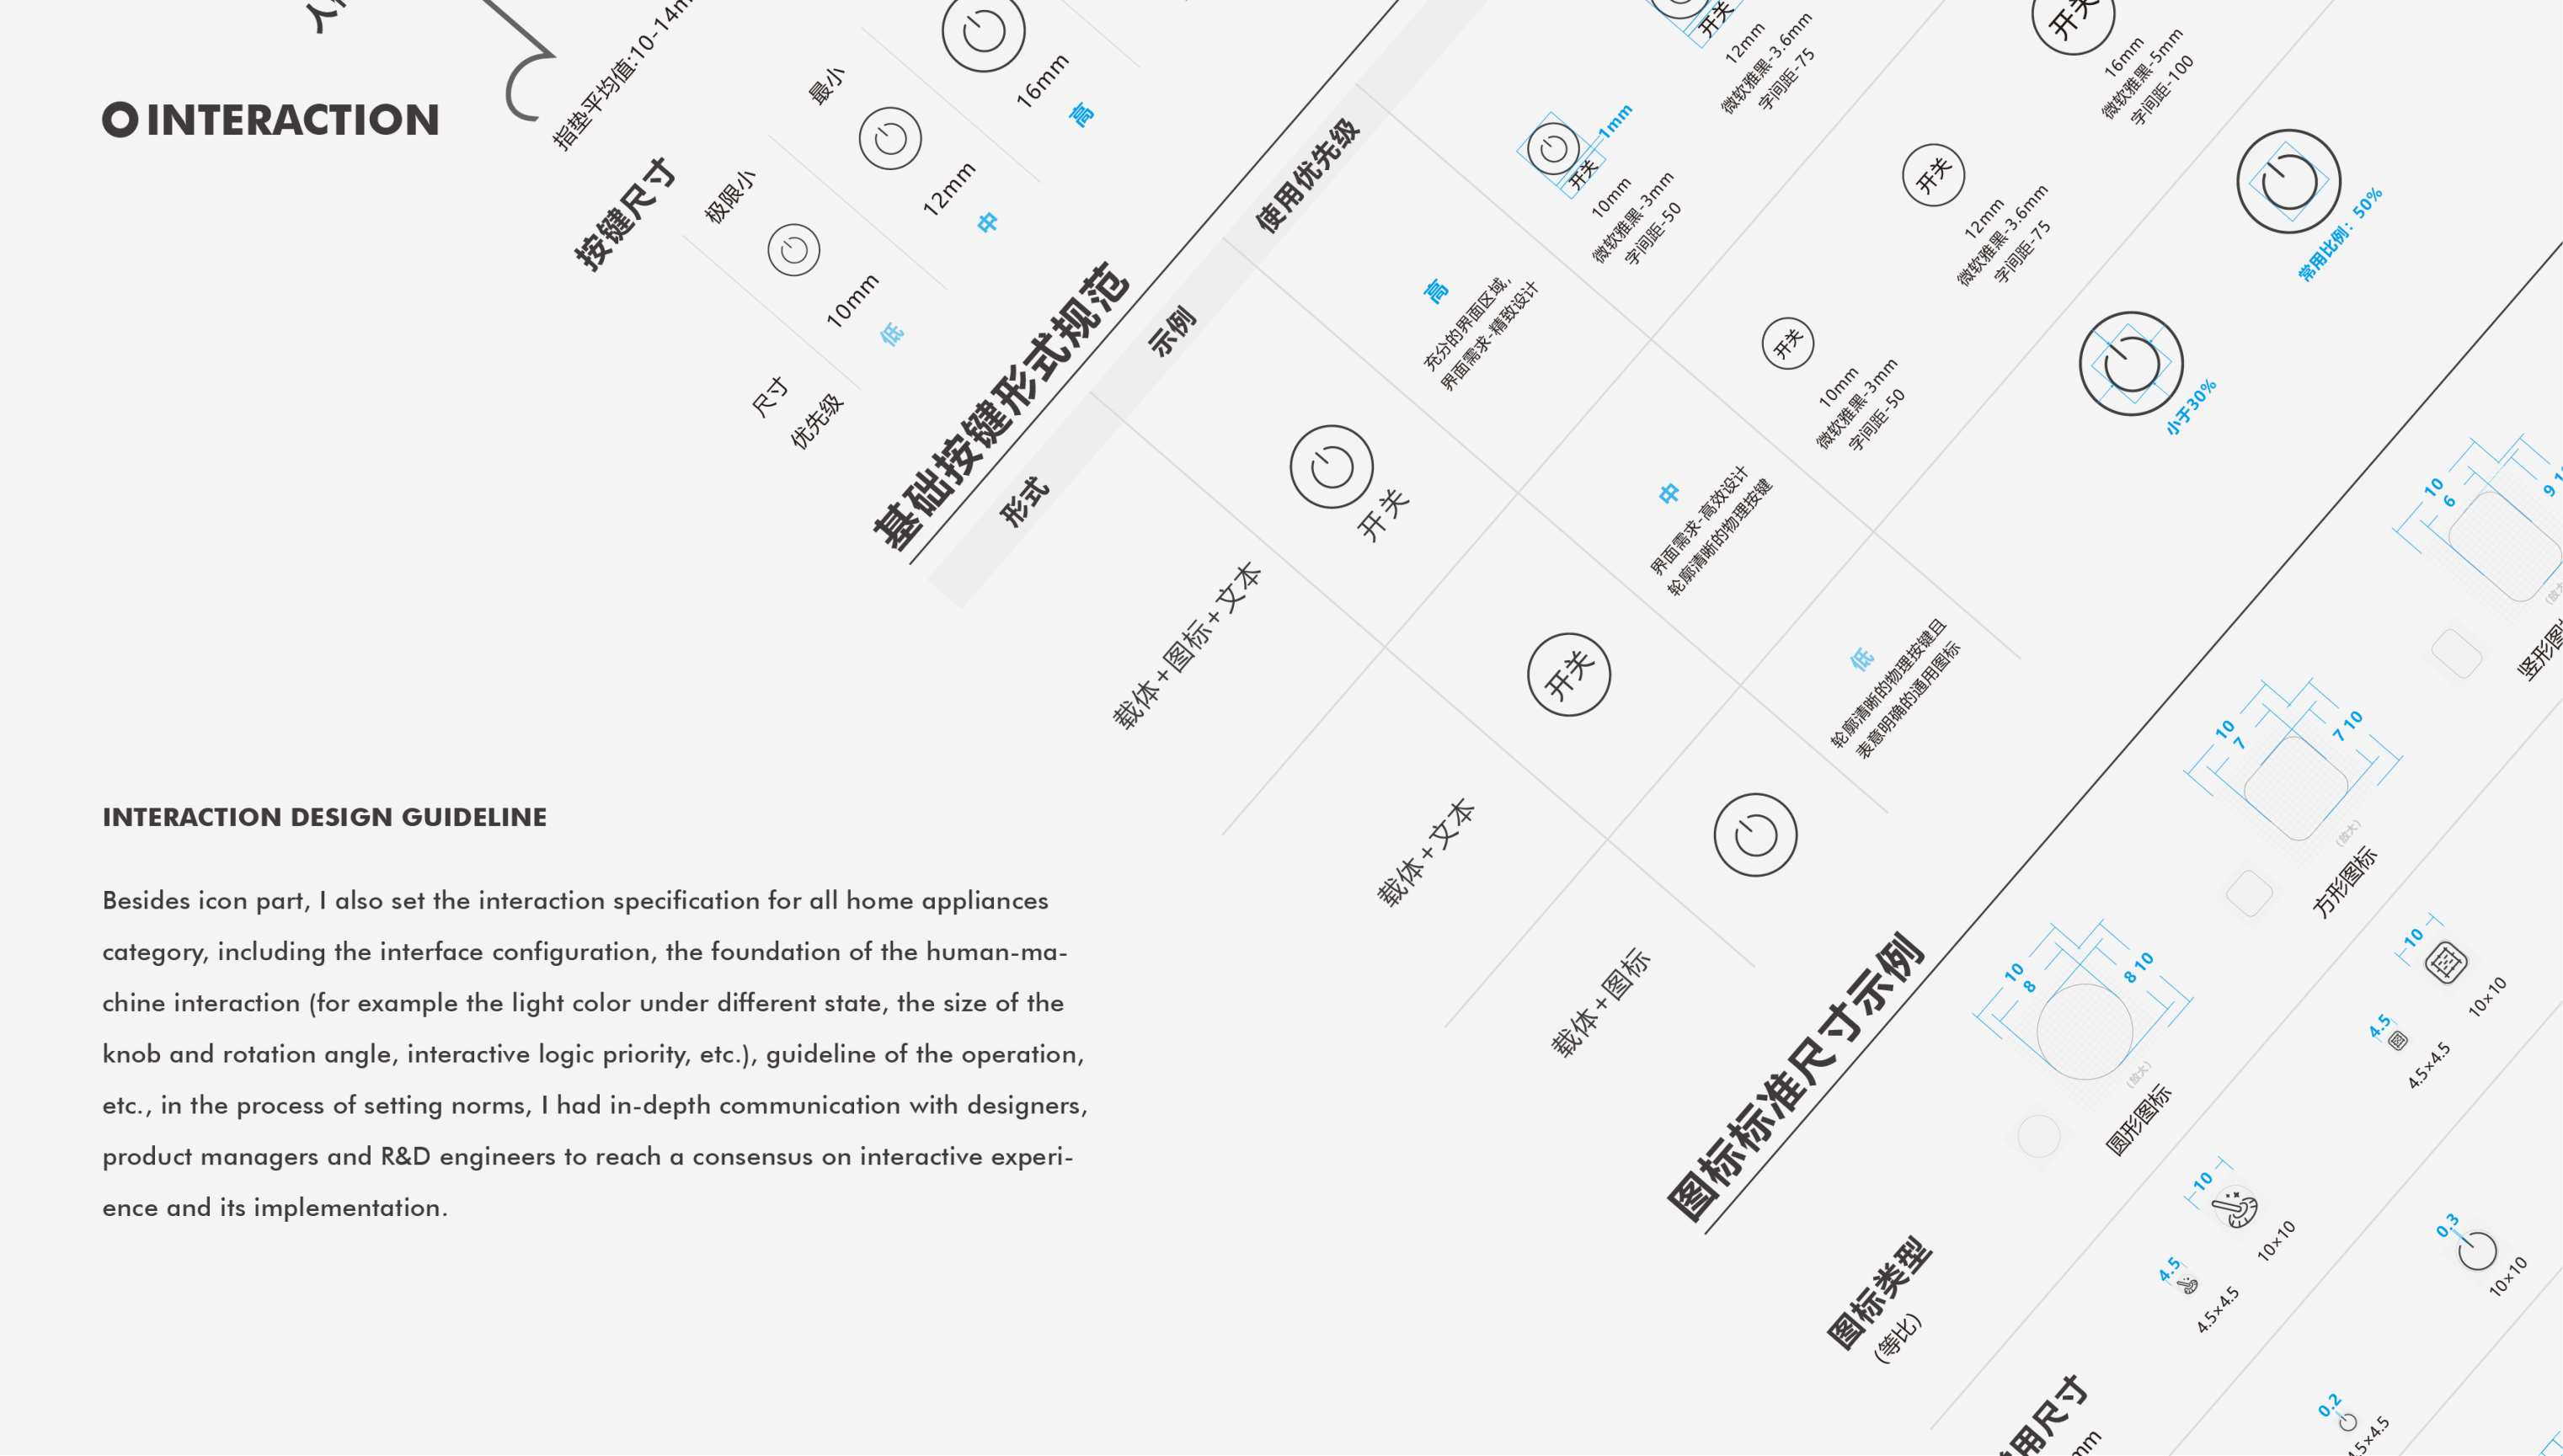 INTERACTION
指垫平均值:10-14
按键尺寸
极限小
最小
10mm
12mm
16mm
尺寸
优先级
低
中
高
基础按键形式规范
形式
示例
使用优先级
载体+图标+文本
开关
高
充分的界面区域，
界面需求-精致设计
开关
1mm
10mm
微软雅黑-3mm
字间距-50
开关
12mm
微软雅黑-3.6mm
字间距-75
载体+文本
开关
中
界面需求-高效设计
轮廓清晰的物理按键
开关
10mm
微软雅黑-3mm
字间距-50
开关
12mm
微软雅黑-3.6mm
字间距-75
开关
16mm
微软雅黑-5mm
字间距-100
载体+图标
低
轮廓清晰的物理按键且
表意明确的通用图标
小于30%
常用比例：50%
INTERACTION DESIGN GUIDELINE
Besides icon part, I also set the interaction specification for all home appliances
category, including the interface configuration, the foundation of the human-ma-
chine interaction (for example the light color under different state, the size of the
knob and rotation angle, interactive logic priority, etc.), guideline of the operation,
etc., in the process of setting norms, I had in-depth communication with designers,
product managers and R&D engineers to reach a consensus on interactive experi-
ence and its implementation.
图标标准尺寸示例
图标类型
(等比)
10
8
8 10
(放大)
圆形图标
10
7
7 10
(放大)
方形图标
10
6
9
竖形图
4.5
4.5×4.5
10
10×10
4.5
4.5×4.5
10
10×10
用尺寸
mm
0.2
0.3
10×10